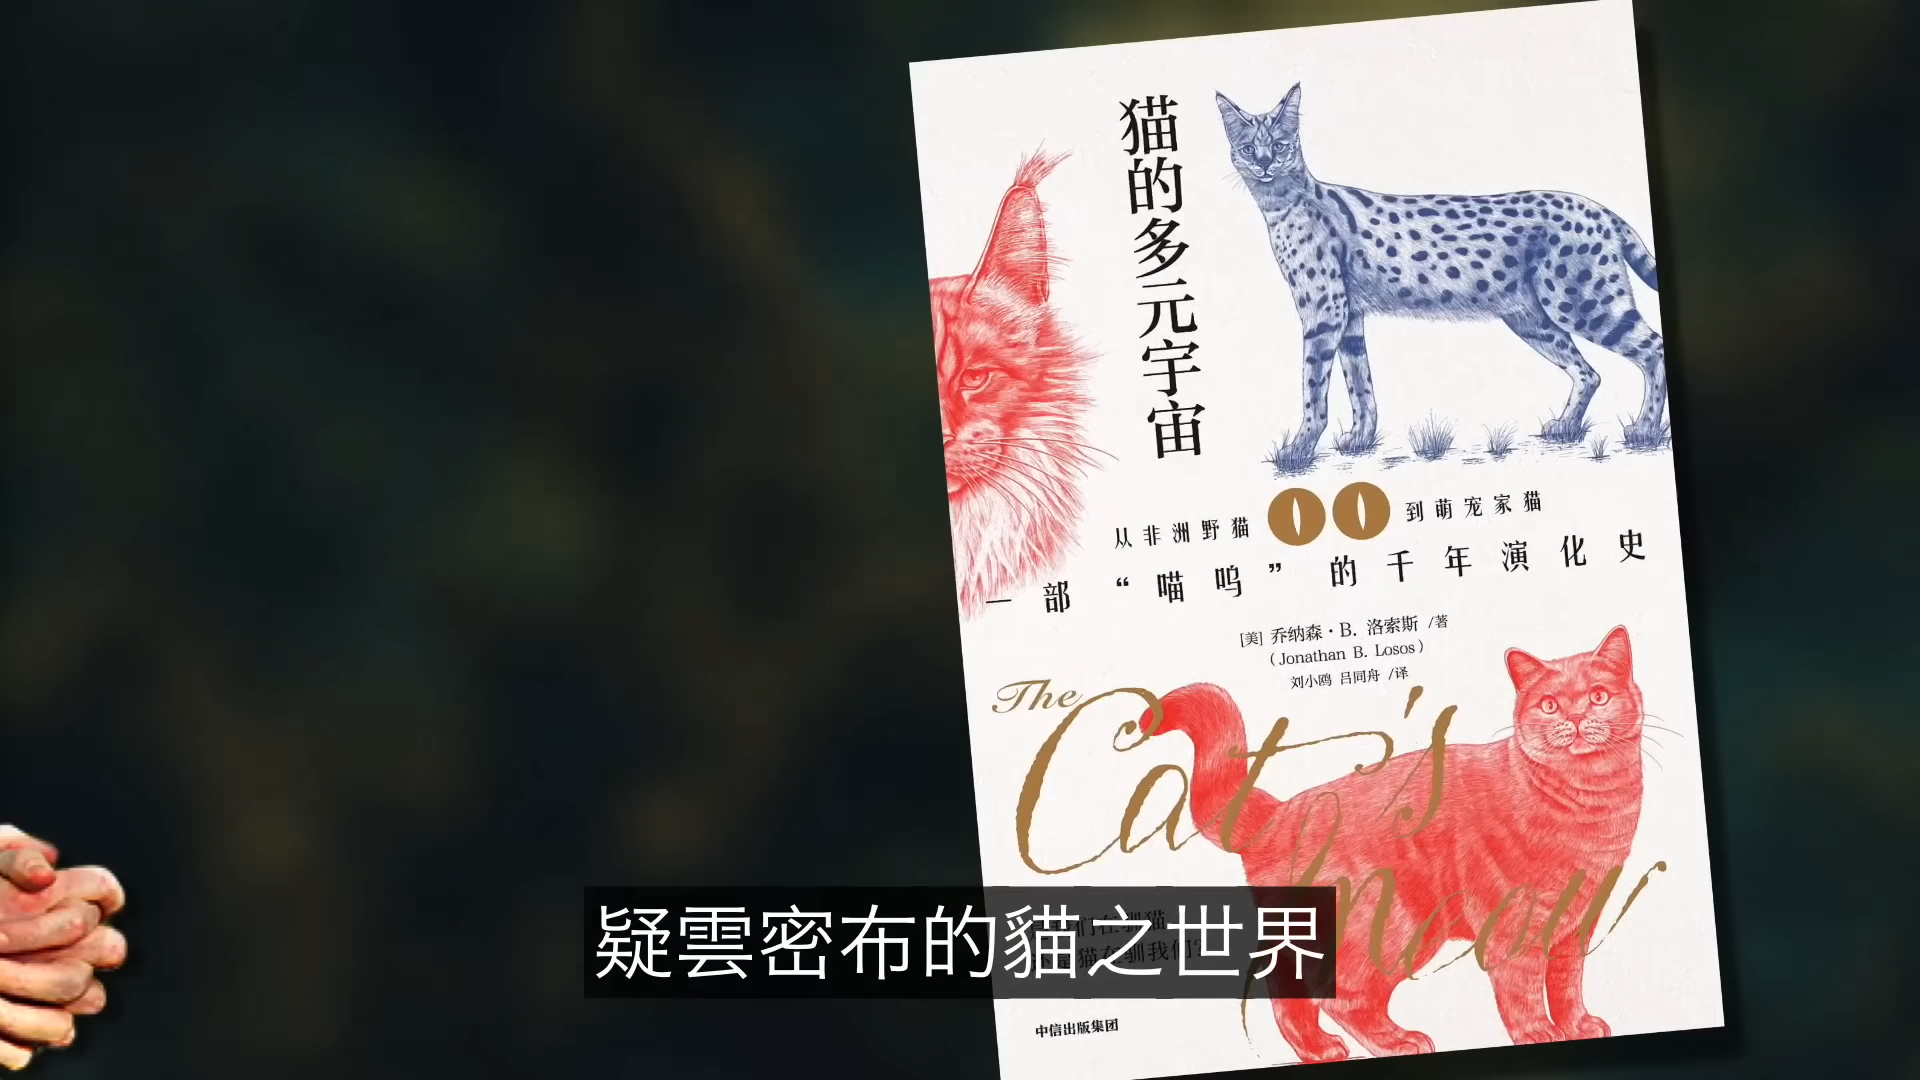 猫的多元宇宙
从非洲野猫 到萌宠家猫
一部“喵呜”的千年演化史
[美] 乔纳森·B. 洛索斯 /著
(Jonathan B. Losos)
刘小鸥 吕同舟 /译
The
Cat's
Meow
疑雲密布的貓之世界
中信出版集团